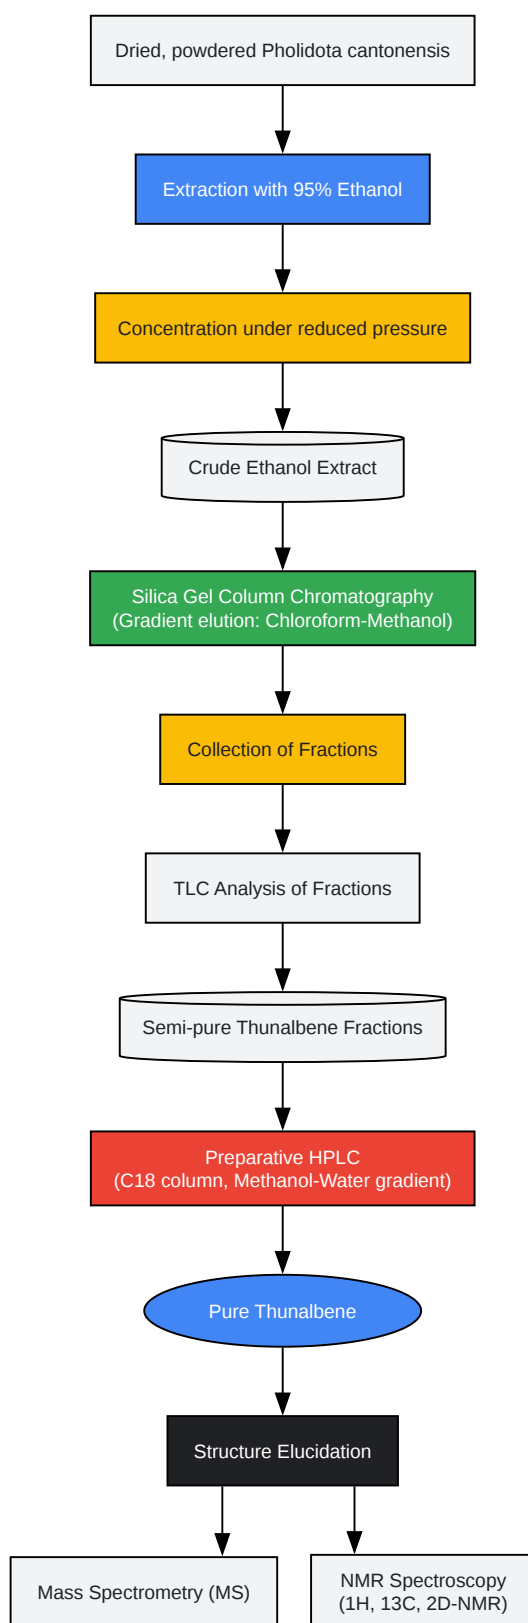 Dried, powdered Pholidota cantonensis
Extraction with 95% Ethanol
Concentration under reduced pressure
Crude Ethanol Extract
Silica Gel Column Chromatography
(Gradient elution: Chloroform-Methanol)
Collection of Fractions
TLC Analysis of Fractions
Semi-pure Thunalbene Fractions
Preparative HPLC
(C18 column, Methanol-Water gradient)
Pure Thunalbene
Structure Elucidation
Mass Spectrometry (MS)
NMR Spectroscopy
(1H, 13C, 2D-NMR)